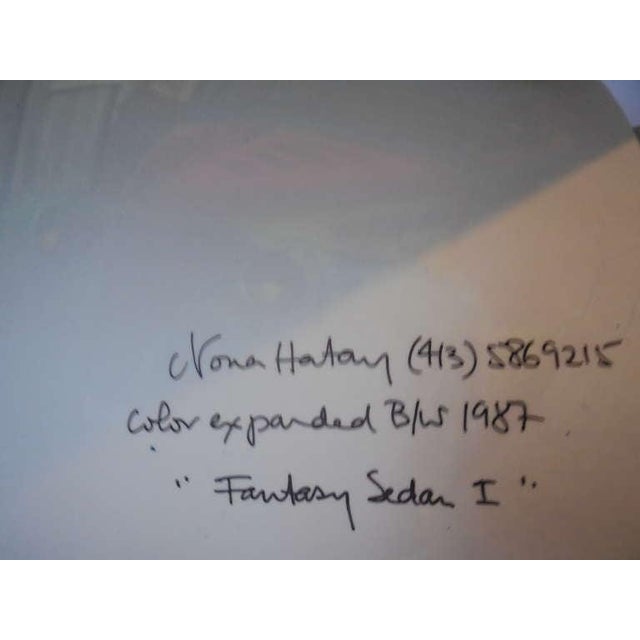 Nona Hatay (413) 5869215
color expanded B/W 1987
" Fantasy Sedan I "